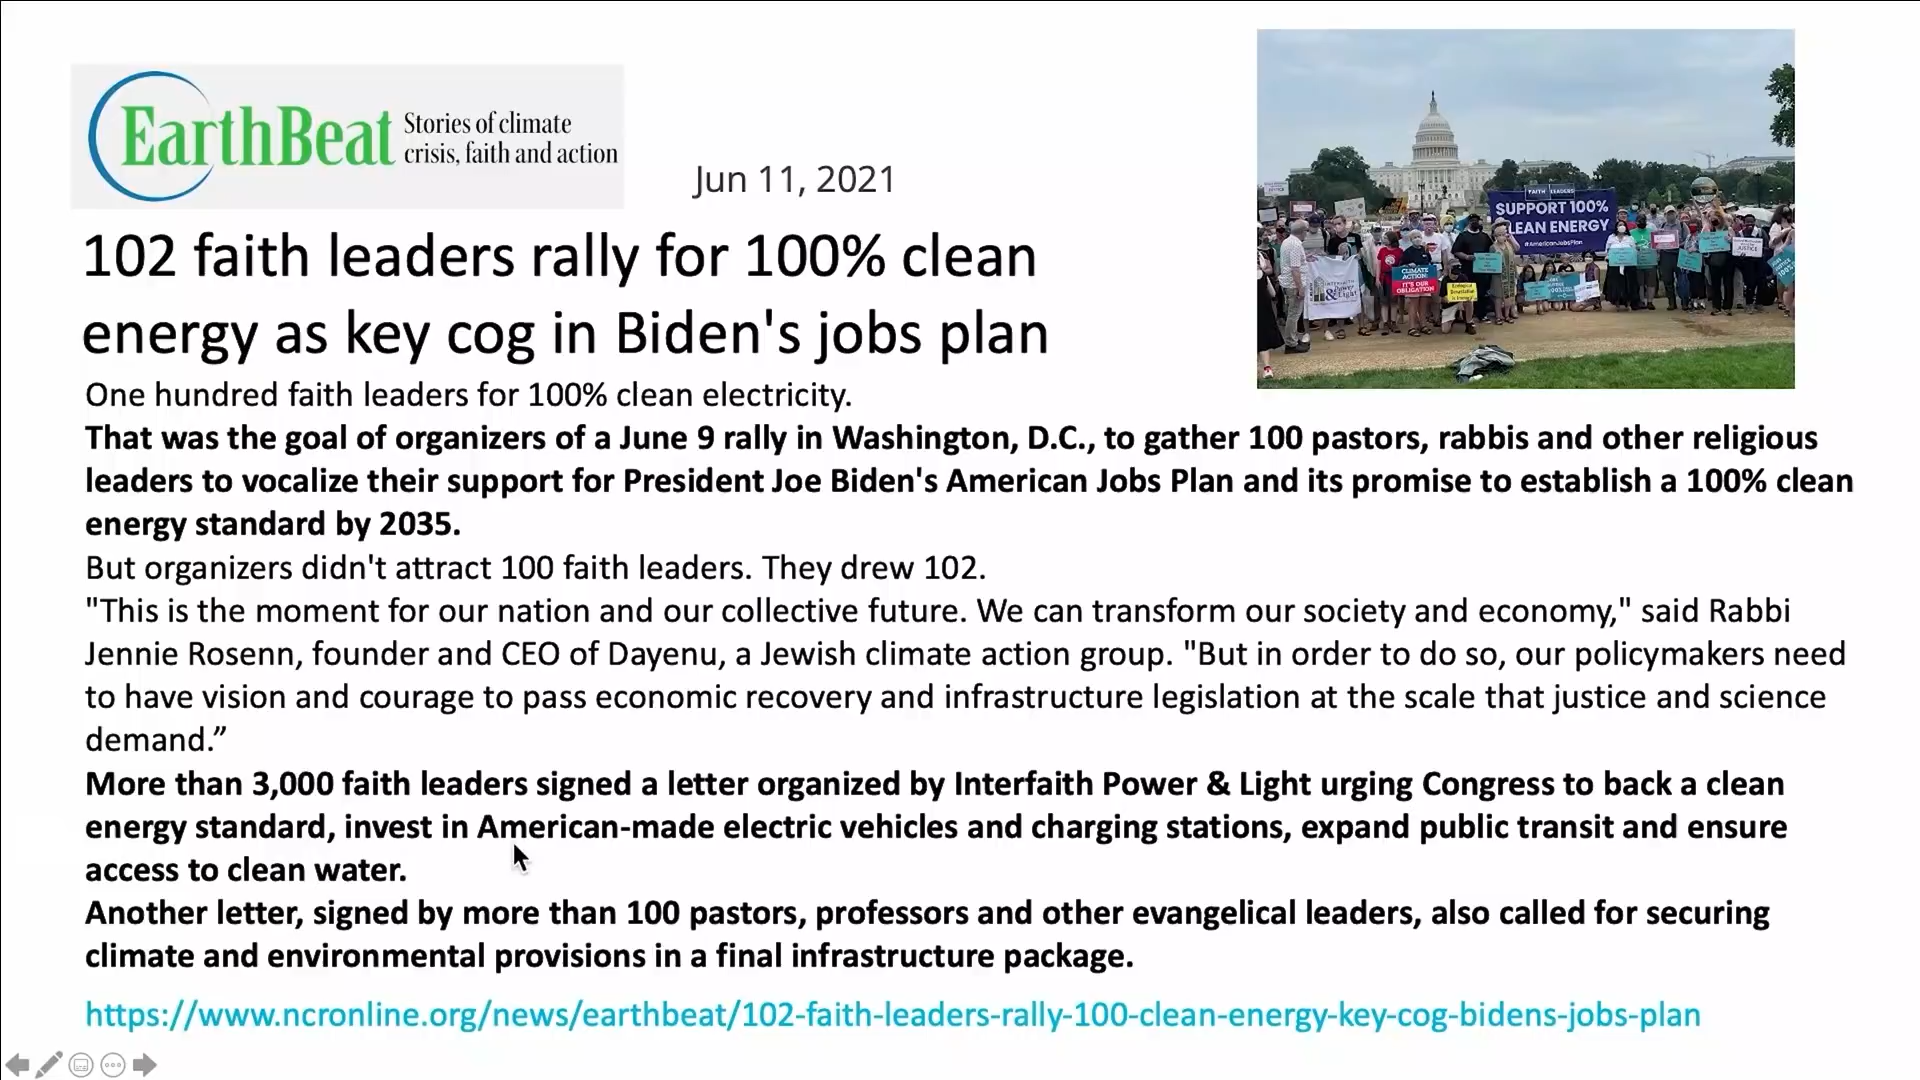 EarthBeat
Stories of climate
crisis, faith and action
Jun 11, 2021
102 faith leaders rally for 100% clean
energy as key cog in Biden's jobs plan
FAITH LEADERS
SUPPORT 100%
CLEAN ENERGY
#AmericanJobsPlan
CLIMATE
ACTION:
IT'S OUR
OBLIGATION
Power
& Light
JUSTICE
One hundred faith leaders for 100% clean electricity.
That was the goal of organizers of a June 9 rally in Washington, D.C., to gather 100 pastors, rabbis and other religious
leaders to vocalize their support for President Joe Biden's American Jobs Plan and its promise to establish a 100% clean
energy standard by 2035.
But organizers didn't attract 100 faith leaders. They drew 102.
"This is the moment for our nation and our collective future. We can transform our society and economy," said Rabbi
Jennie Rosenn, founder and CEO of Dayenu, a Jewish climate action group. "But in order to do so, our policymakers need
to have vision and courage to pass economic recovery and infrastructure legislation at the scale that justice and science
demand.”
More than 3,000 faith leaders signed a letter organized by Interfaith Power & Light urging Congress to back a clean
energy standard, invest in American-made electric vehicles and charging stations, expand public transit and ensure
access to clean water.
Another letter, signed by more than 100 pastors, professors and other evangelical leaders, also called for securing
climate and environmental provisions in a final infrastructure package.
https://www.ncronline.org/news/earthbeat/102-faith-leaders-rally-100-clean-energy-key-cog-bidens-jobs-plan